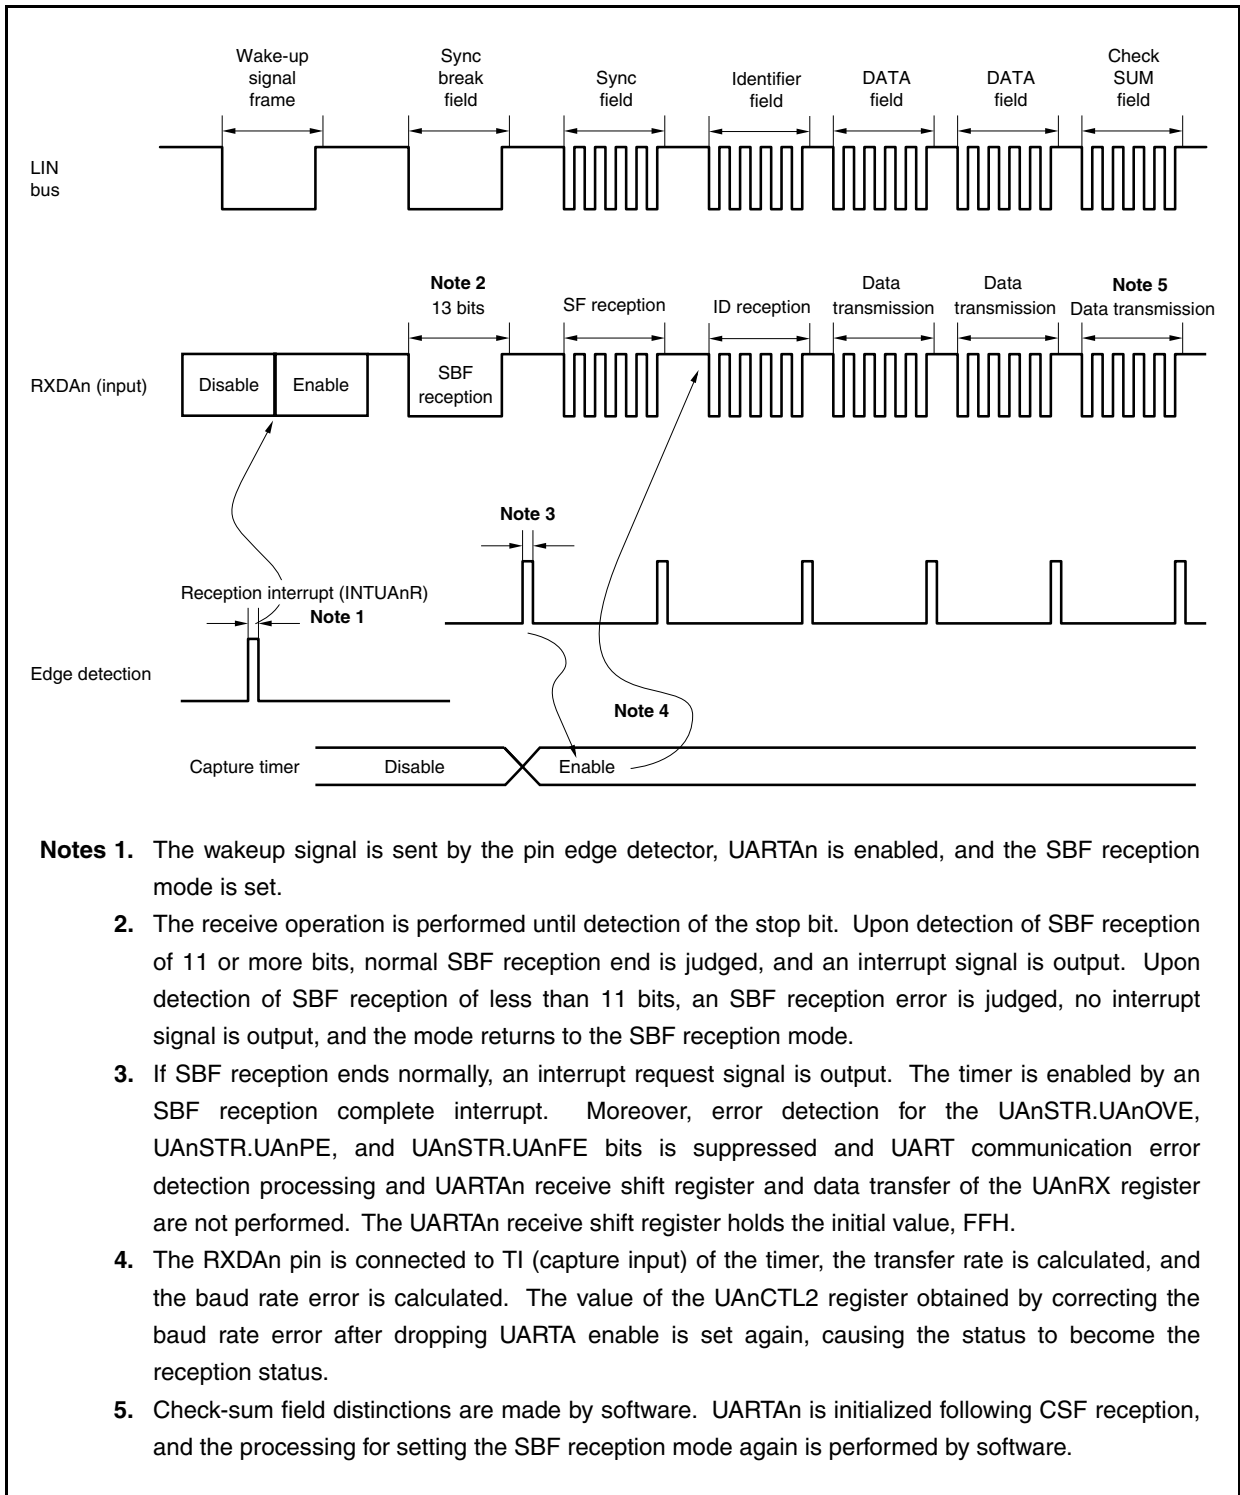 Wake-up
signal
frame
Sync
break
field
Sync
field
Identifier
field
DATA
field
DATA
field
Check
SUM
field
LIN
bus
Note 2
13 bits
SF reception
ID reception
Data
transmission
Data
transmission
Note 5
Data transmission
RXDAn (input)
Disable
Enable
SBF
reception
Note 3
Reception interrupt (INTUAnR)
Note 1
Edge detection
Note 4
Capture timer
Disable
Enable
Notes 1. The wakeup signal is sent by the pin edge detector, UARTAn is enabled, and the SBF reception
mode is set.
2. The receive operation is performed until detection of the stop bit. Upon detection of SBF reception
of 11 or more bits, normal SBF reception end is judged, and an interrupt signal is output. Upon
detection of SBF reception of less than 11 bits, an SBF reception error is judged, no interrupt
signal is output, and the mode returns to the SBF reception mode.
3. If SBF reception ends normally, an interrupt request signal is output. The timer is enabled by an
SBF reception complete interrupt. Moreover, error detection for the UAnSTR.UAnOVE,
UAnSTR.UAnPE, and UAnSTR.UAnFE bits is suppressed and UART communication error
detection processing and UARTAn receive shift register and data transfer of the UAnRX register
are not performed. The UARTAn receive shift register holds the initial value, FFH.
4. The RXDAn pin is connected to TI (capture input) of the timer, the transfer rate is calculated, and
the baud rate error is calculated. The value of the UAnCTL2 register obtained by correcting the
baud rate error after dropping UARTA enable is set again, causing the status to become the
reception status.
5. Check-sum field distinctions are made by software. UARTAn is initialized following CSF reception,
and the processing for setting the SBF reception mode again is performed by software.